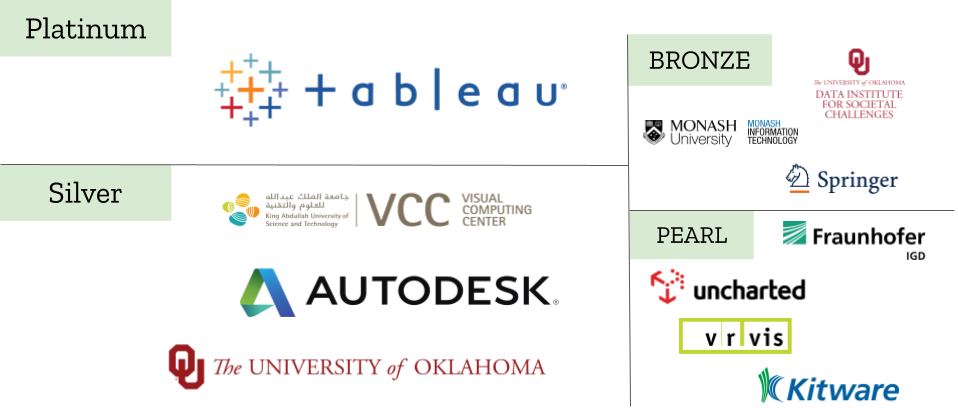 Platinum
+ a b l e a u®
Silver
جامعة الملك عبدالله
للعلوم والتقنية
King Abdullah University of
Science and Technology
VCC
VISUAL
COMPUTING
CENTER
AUTODESK®
OU The UNIVERSITY of OKLAHOMA
BRONZE
OU
The UNIVERSITY of OKLAHOMA
DATA INSTITUTE
FOR SOCIETAL
CHALLENGES
MONASH
University
MONASH
INFORMATION
TECHNOLOGY
Springer
PEARL
Fraunhofer
IGD
uncharted
vrvis
Kitware